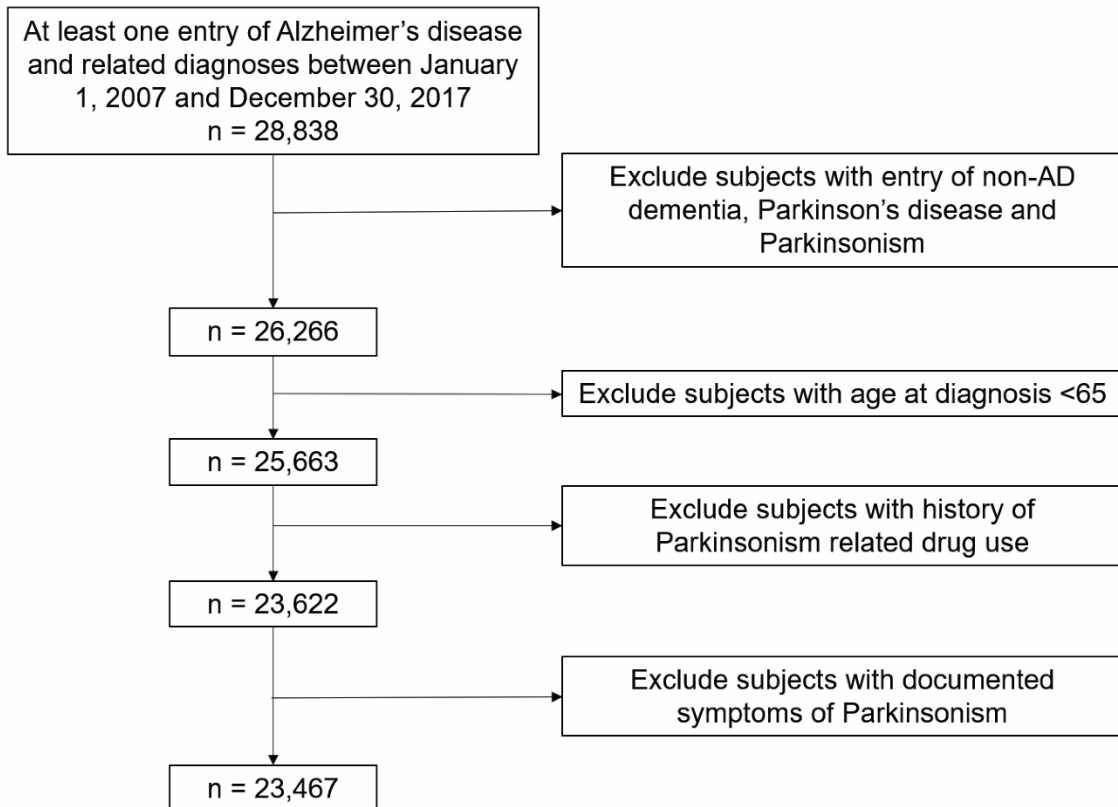 At least one entry of Alzheimer’s disease
and related diagnoses between January
1, 2007 and December 30, 2017
n = 28,838
Exclude subjects with entry of non-AD
dementia, Parkinson’s disease and
Parkinsonism
n = 26,266
Exclude subjects with age at diagnosis <65
n = 25,663
Exclude subjects with history of
Parkinsonism related drug use
n = 23,622
Exclude subjects with documented
symptoms of Parkinsonism
n = 23,467